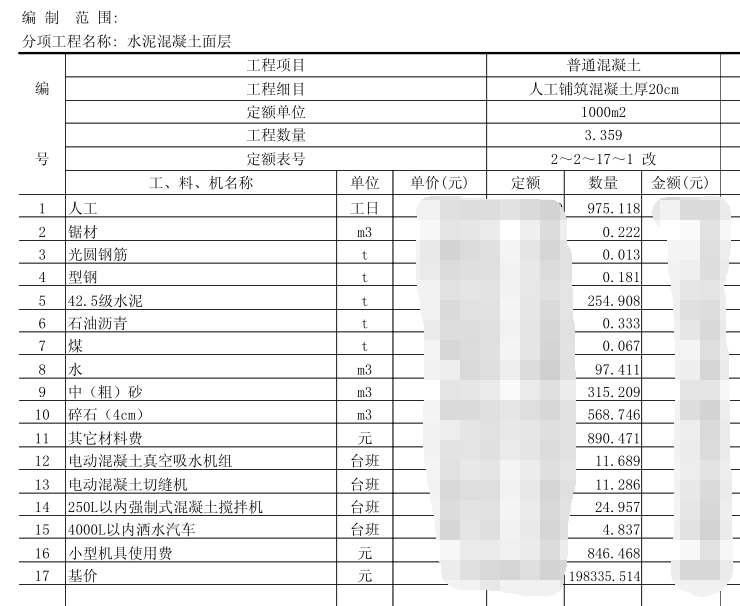 编 制 范 围:
分项工程名称: 水泥混凝土面层
编 号 工程项目 普通混凝土
工程细目 人工铺筑混凝土厚20cm
定额单位 1000m2
工程数量 3.359
定额表号 2～2～17～1 改
工、料、机名称 单位 单价(元) 定额 数量 金额(元)
1 人工 工日 975.118
2 锯材 m3 0.222
3 光圆钢筋 t 0.013
4 型钢 t 0.181
5 42.5级水泥 t 254.908
6 石油沥青 t 0.333
7 煤 t 0.067
8 水 m3 97.411
9 中（粗）砂 m3 315.209
10 碎石（4cm） m3 568.746
11 其它材料费 元 890.471
12 电动混凝土真空吸水机组 台班 11.689
13 电动混凝土切缝机 台班 11.286
14 250L以内强制式混凝土搅拌机 台班 24.957
15 4000L以内洒水汽车 台班 4.837
16 小型机具使用费 元 846.468
17 基价 元 198335.514